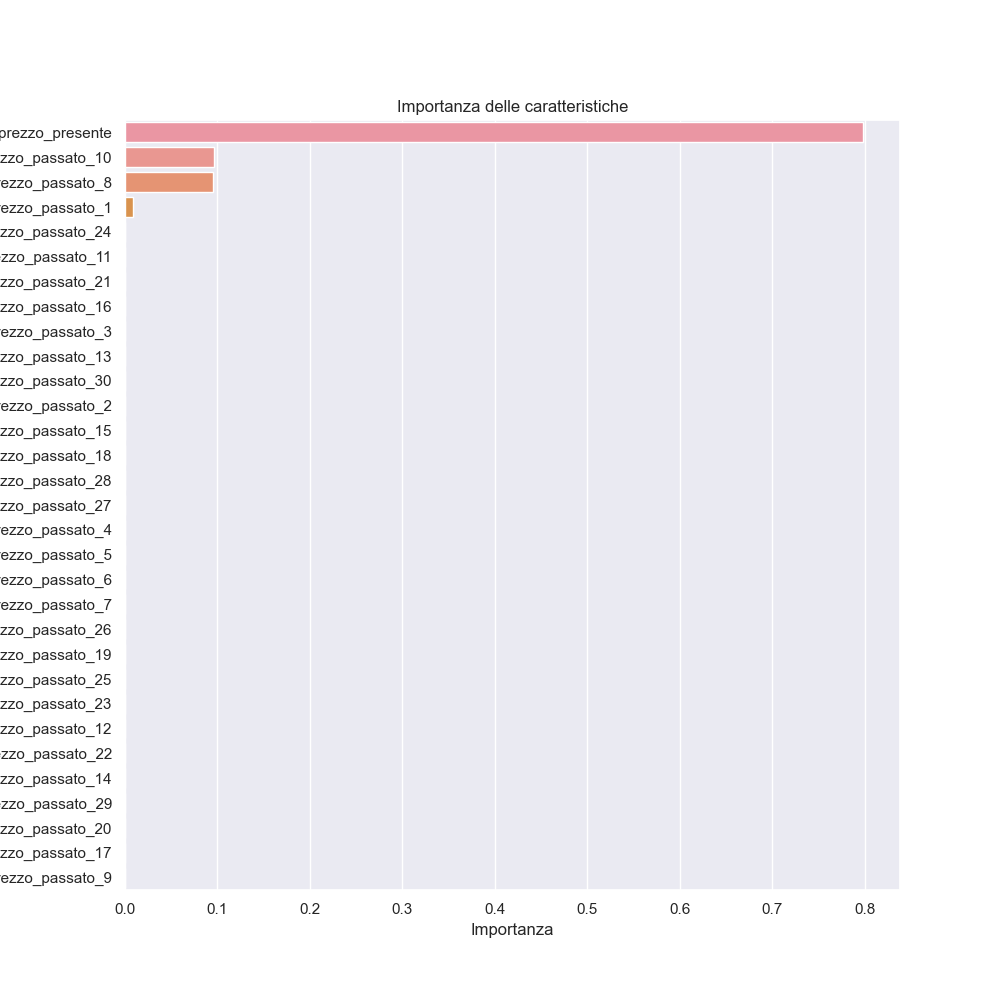 Importanza delle caratteristiche
prezzo_presente
zzo_passato_10
ezzo_passato_8
ezzo_passato_1
zzo_passato_24
zzo_passato_11
zzo_passato_21
zzo_passato_16
ezzo_passato_3
zzo_passato_13
zzo_passato_30
ezzo_passato_2
zzo_passato_15
zzo_passato_18
zzo_passato_28
zzo_passato_27
ezzo_passato_4
ezzo_passato_5
ezzo_passato_6
ezzo_passato_7
zzo_passato_26
zzo_passato_19
zzo_passato_25
zzo_passato_23
zzo_passato_12
zzo_passato_22
zzo_passato_14
zzo_passato_29
zzo_passato_20
zzo_passato_17
ezzo_passato_9
0.0 0.1 0.2 0.3 0.4 0.5 0.6 0.7 0.8
Importanza